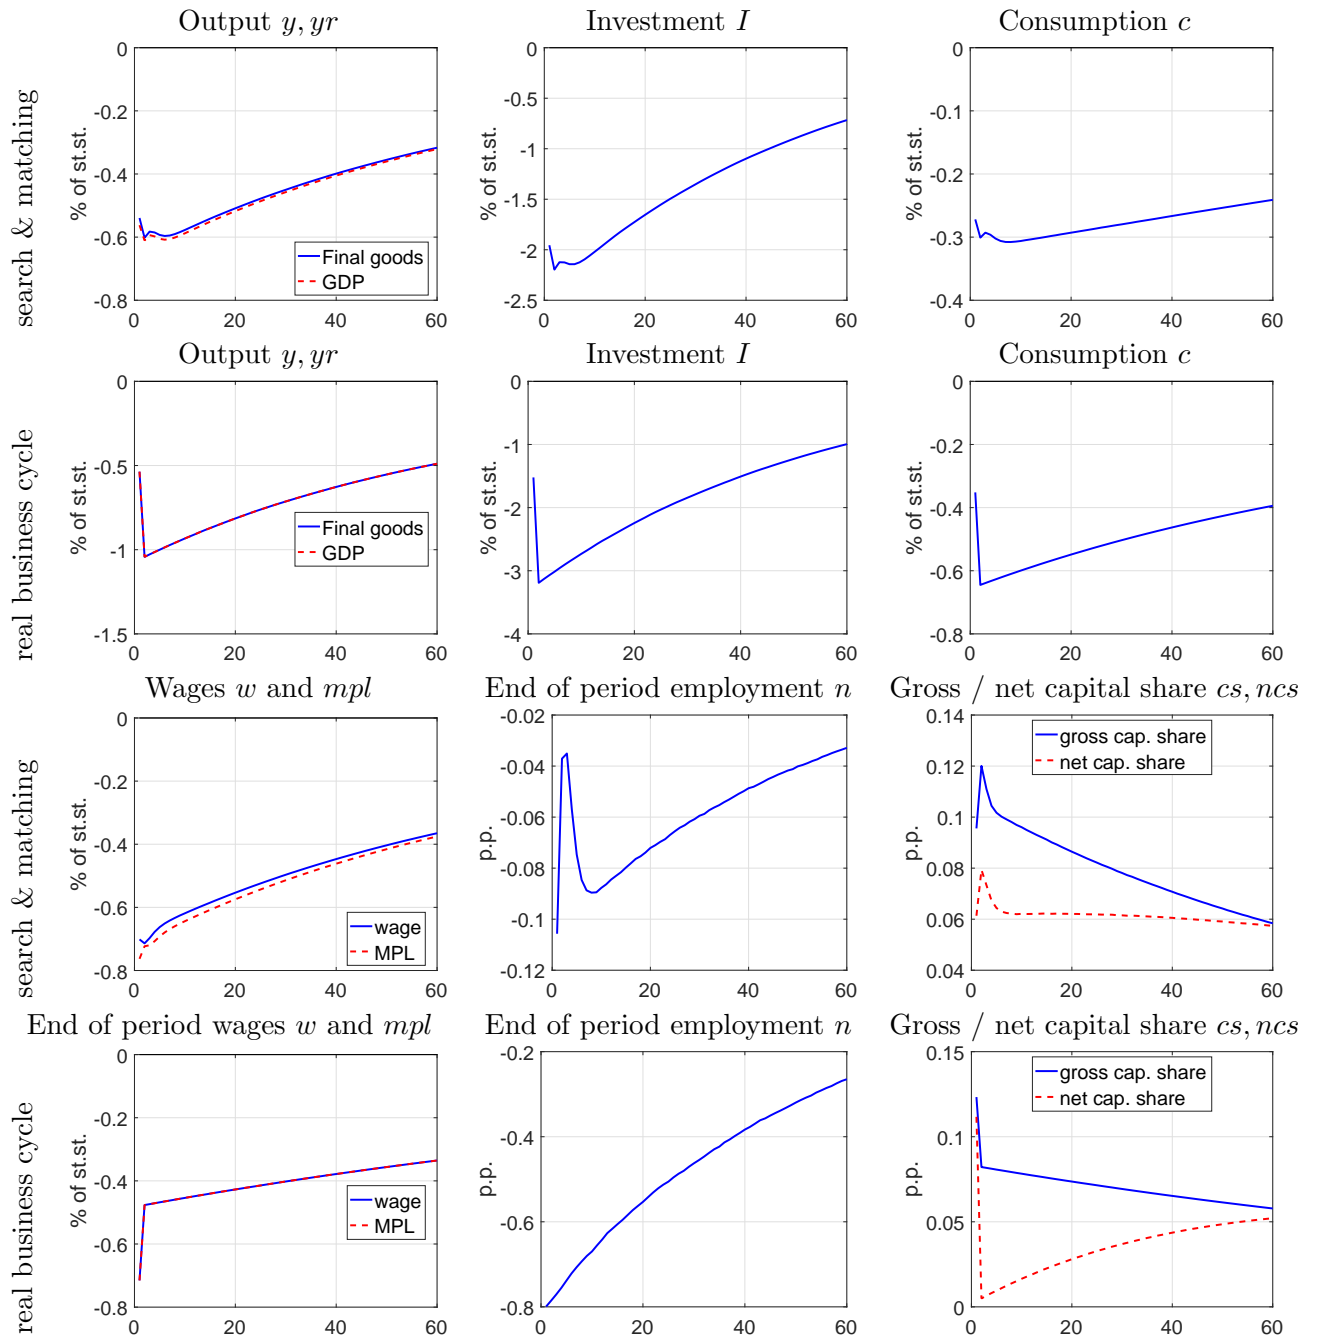 Output y, yr
Investment I
Consumption c
search & matching
% of st.st.
0
-0.2
-0.4
-0.6
-0.8
0
20
40
60
Final goods
GDP
% of st.st.
0
-0.5
-1
-1.5
-2
-2.5
0
20
40
60
% of st.st.
0
-0.1
-0.2
-0.3
-0.4
0
20
40
60
Output y, yr
Investment I
Consumption c
real business cycle
% of st.st.
0
-0.5
-1
-1.5
0
20
40
60
Final goods
GDP
% of st.st.
0
-1
-2
-3
-4
0
20
40
60
% of st.st.
0
-0.2
-0.4
-0.6
-0.8
0
20
40
60
Wages w and mpl
End of period employment n
Gross / net capital share cs, ncs
search & matching
% of st.st.
0
-0.2
-0.4
-0.6
-0.8
0
20
40
60
wage
MPL
p.p.
-0.02
-0.04
-0.06
-0.08
-0.1
-0.12
0
20
40
60
p.p.
0.14
0.12
0.1
0.08
0.06
0.04
0
20
40
60
gross cap. share
net cap. share
End of period wages w and mpl
End of period employment n
Gross / net capital share cs, ncs
real business cycle
% of st.st.
0
-0.2
-0.4
-0.6
-0.8
0
20
40
60
wage
MPL
p.p.
-0.2
-0.4
-0.6
-0.8
0
20
40
60
p.p.
0.15
0.1
0.05
0
0
20
40
60
gross cap. share
net cap. share